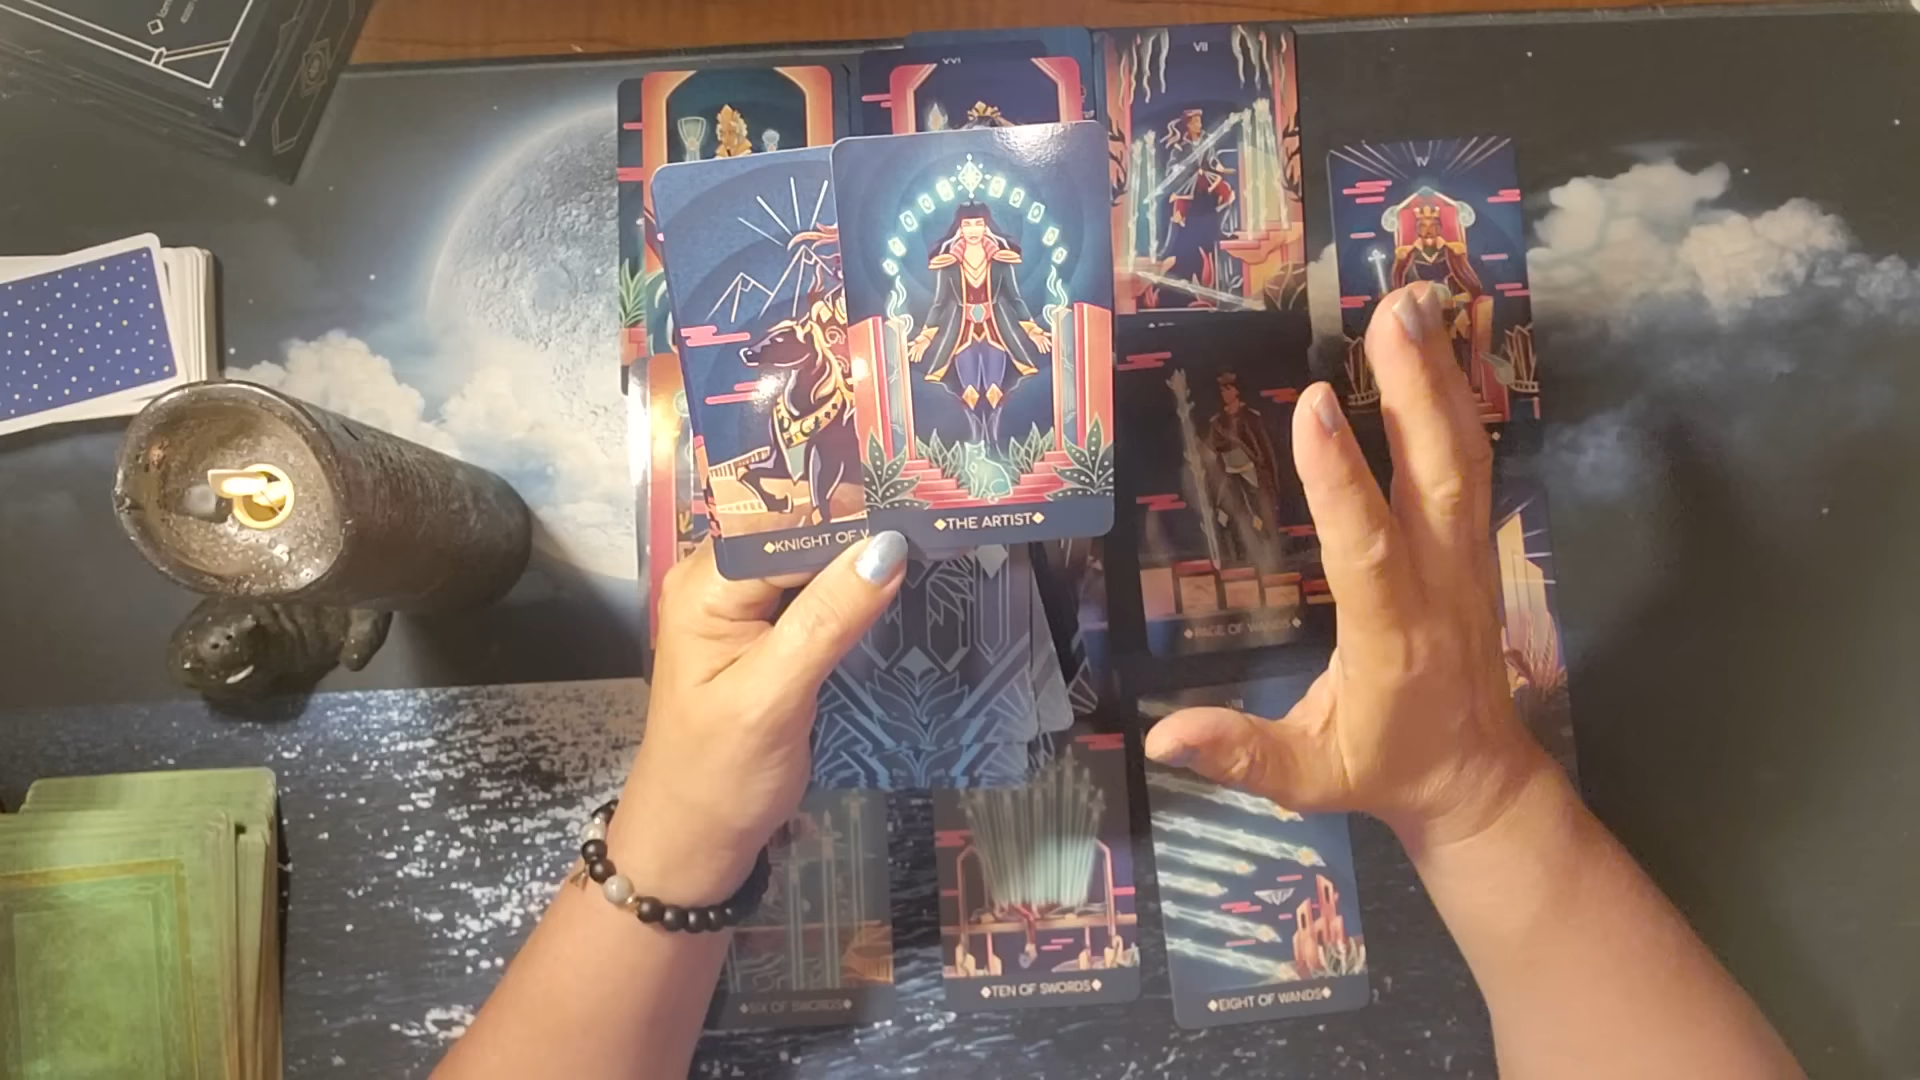 VII
IV
◆KNIGHT OF W
◆THE ARTIST◆
◆PAGE OF WANDS◆
◆SIX OF SWORDS◆
◆TEN OF SWORDS◆
◆EIGHT OF WANDS◆